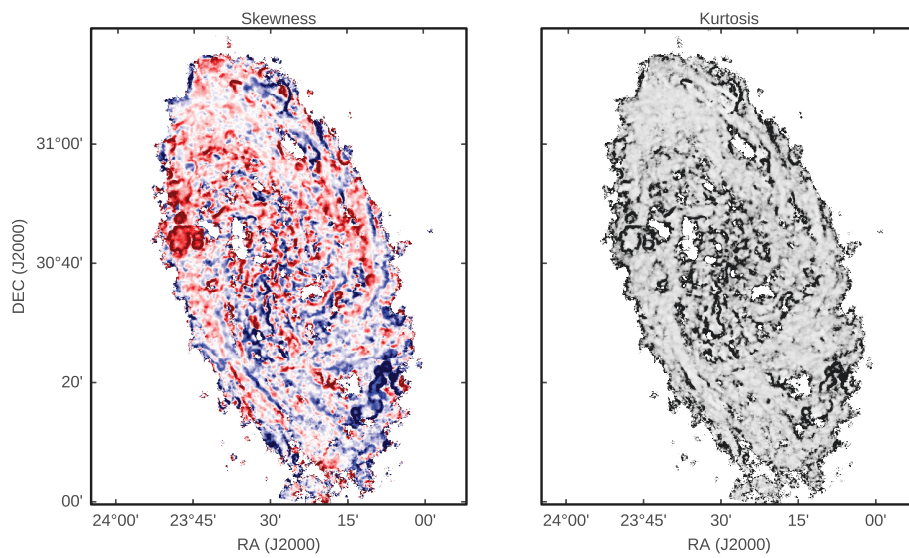 Skewness
Kurtosis
31°00'
30°40'
20'
00'
DEC (J2000)
24°00'
23°45'
30'
15'
00'
24°00'
23°45'
30'
15'
00'
RA (J2000)
RA (J2000)